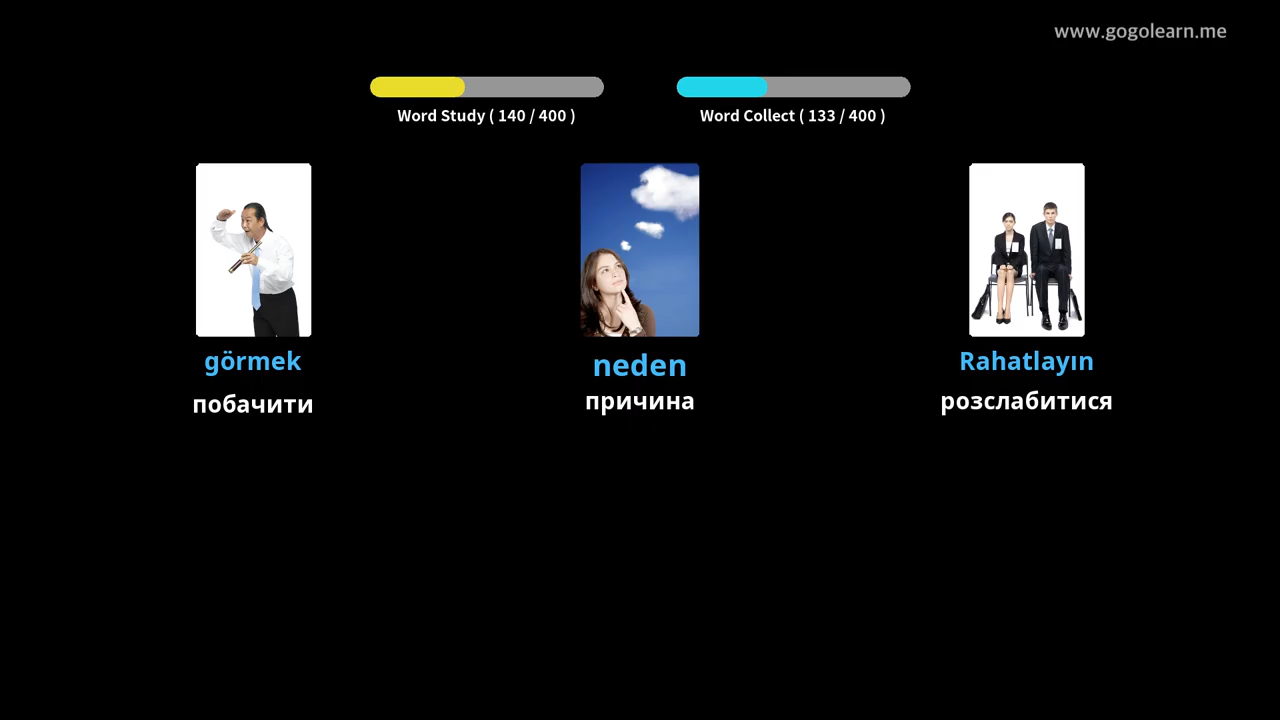 www.gogolearn.me
Word Study ( 140 / 400 )
Word Collect ( 133 / 400 )
görmek
neden
Rahatlayın
побачити
причина
розслабитися